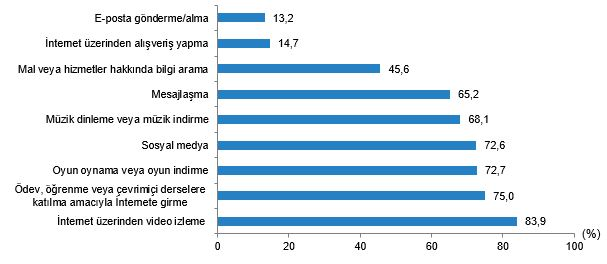 E-posta gönderme/alma 13,2
İnternet üzerinden alışveriş yapma 14,7
Mal veya hizmetler hakkında bilgi arama 45,6
Mesajlaşma 65,2
Müzik dinleme veya müzik indirme 68,1
Sosyal medya 72,6
Oyun oynama veya oyun indirme 72,7
Ödev, öğrenme veya çevrimiçi derselere
katılma amacıyla İnternete girme 75,0
İnternet üzerinden video izleme 83,9
(%)
0 20 40 60 80 100